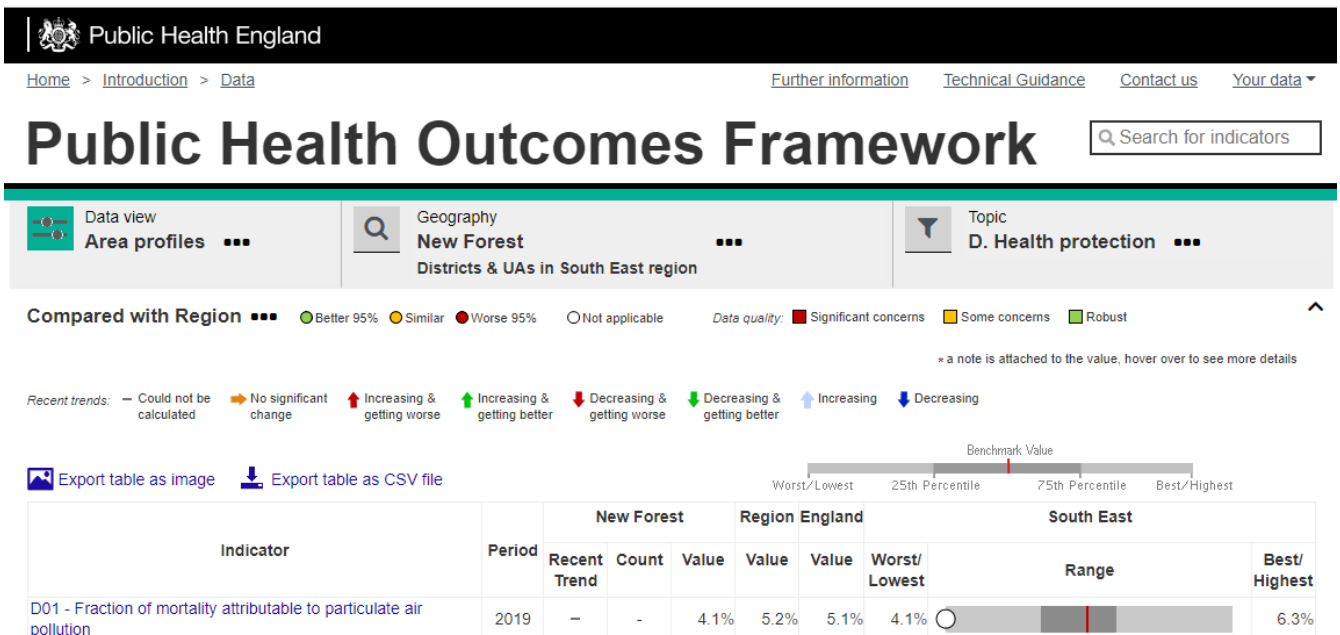 Public Health England
Home > Introduction > Data
Further information Technical Guidance Contact us Your data
Public Health Outcomes Framework
Search for indicators
Data view
Area profiles
Geography
New Forest
Districts & UAs in South East region
Topic
D. Health protection
Compared with Region
Better 95% Similar Worse 95% Not applicable
Data quality: Significant concerns Some concerns Robust
* a note is attached to the value, hover over to see more details
Recent trends: – Could not be calculated
No significant change
Increasing & getting worse
Increasing & getting better
Decreasing & getting worse
Decreasing & getting better
Increasing
Decreasing
Export table as image Export table as CSV file
Benchmark Value
Worst/Lowest 25th Percentile 75th Percentile Best/Highest
Indicator Period
New Forest Region England South East
Recent Trend Count Value Value Value Worst/Lowest Range Best/Highest
D01 - Fraction of mortality attributable to particulate air
pollution
2019 – - 4.1% 5.2% 5.1% 4.1% 6.3%